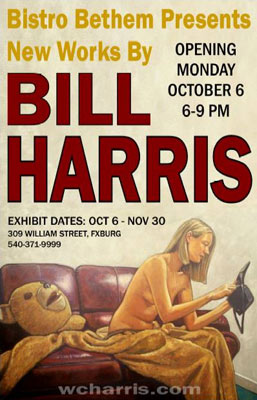 Bistro Bethem Presents
New Works By
OPENING
MONDAY
OCTOBER 6
6-9 PM
BILL
HARRIS
EXHIBIT DATES: OCT 6 - NOV 30
309 WILLIAM STREET, FXBURG
540-371-9999
wcharris.com